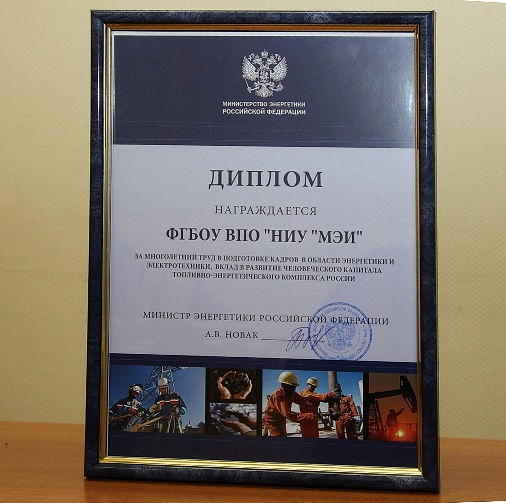 МИНИСТЕРСТВО ЭНЕРГЕТИКИ
РОССИЙСКОЙ ФЕДЕРАЦИИ
ДИПЛОМ
НАГРАЖДАЕТСЯ
ФГБОУ ВПО "НИУ "МЭИ"
ЗА МНОГОЛЕТНИЙ ТРУД В ПОДГОТОВКЕ КАДРОВ В ОБЛАСТИ ЭНЕРГЕТИКИ И
ЭЛЕКТРОТЕХНИКИ, ВКЛАД В РАЗВИТИЕ ЧЕЛОВЕЧЕСКОГО КАПИТАЛА
ТОПЛИВНО-ЭНЕРГЕТИЧЕСКОГО КОМПЛЕКСА РОССИИ
МИНИСТР ЭНЕРГЕТИКИ РОССИЙСКОЙ ФЕДЕРАЦИИ
А.В. НОВАК